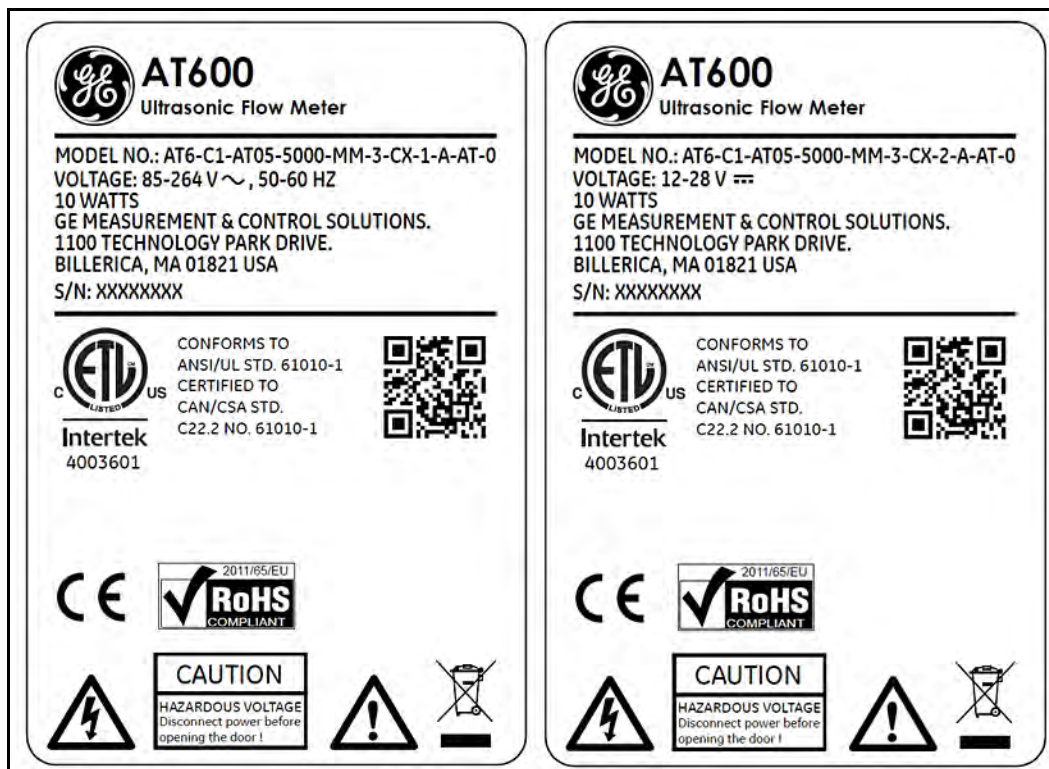 GE
AT600
Ultrasonic Flow Meter
MODEL NO.: AT6-C1-AT05-5000-MM-3-CX-1-A-AT-0
VOLTAGE: 85-264 V ～, 50-60 HZ
10 WATTS
GE MEASUREMENT & CONTROL SOLUTIONS.
1100 TECHNOLOGY PARK DRIVE.
BILLERICA, MA 01821 USA
S/N: XXXXXXXX
ETL
CM
C US
LISTED
Intertek
4003601
CONFORMS TO
ANSI/UL STD. 61010-1
CERTIFIED TO
CAN/CSA STD.
C22.2 NO. 61010-1
CE
2011/65/EU
RoHS
COMPLIANT
CAUTION
HAZARDOUS VOLTAGE
Disconnect power before
opening the door !
GE
AT600
Ultrasonic Flow Meter
MODEL NO.: AT6-C1-AT05-5000-MM-3-CX-2-A-AT-0
VOLTAGE: 12-28 V ⎓
10 WATTS
GE MEASUREMENT & CONTROL SOLUTIONS.
1100 TECHNOLOGY PARK DRIVE.
BILLERICA, MA 01821 USA
S/N: XXXXXXXX
ETL
CM
C US
LISTED
Intertek
4003601
CONFORMS TO
ANSI/UL STD. 61010-1
CERTIFIED TO
CAN/CSA STD.
C22.2 NO. 61010-1
CE
2011/65/EU
RoHS
COMPLIANT
CAUTION
HAZARDOUS VOLTAGE
Disconnect power before
opening the door !